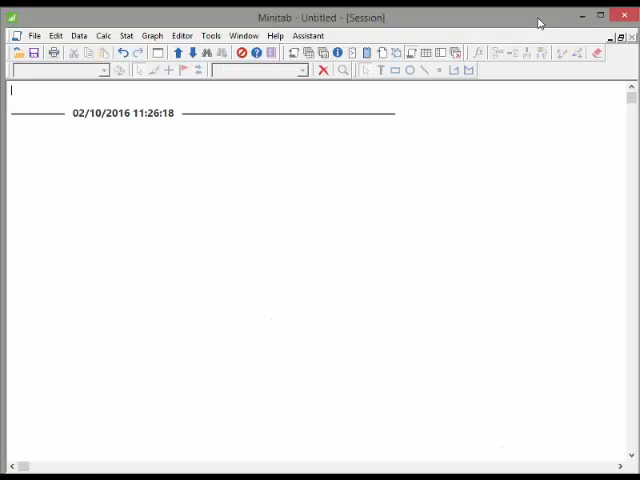 Minitab - Untitled - [Session]
File Edit Data Calc Stat Graph Editor Tools Window Help Assistant
02/10/2016 11:26:18